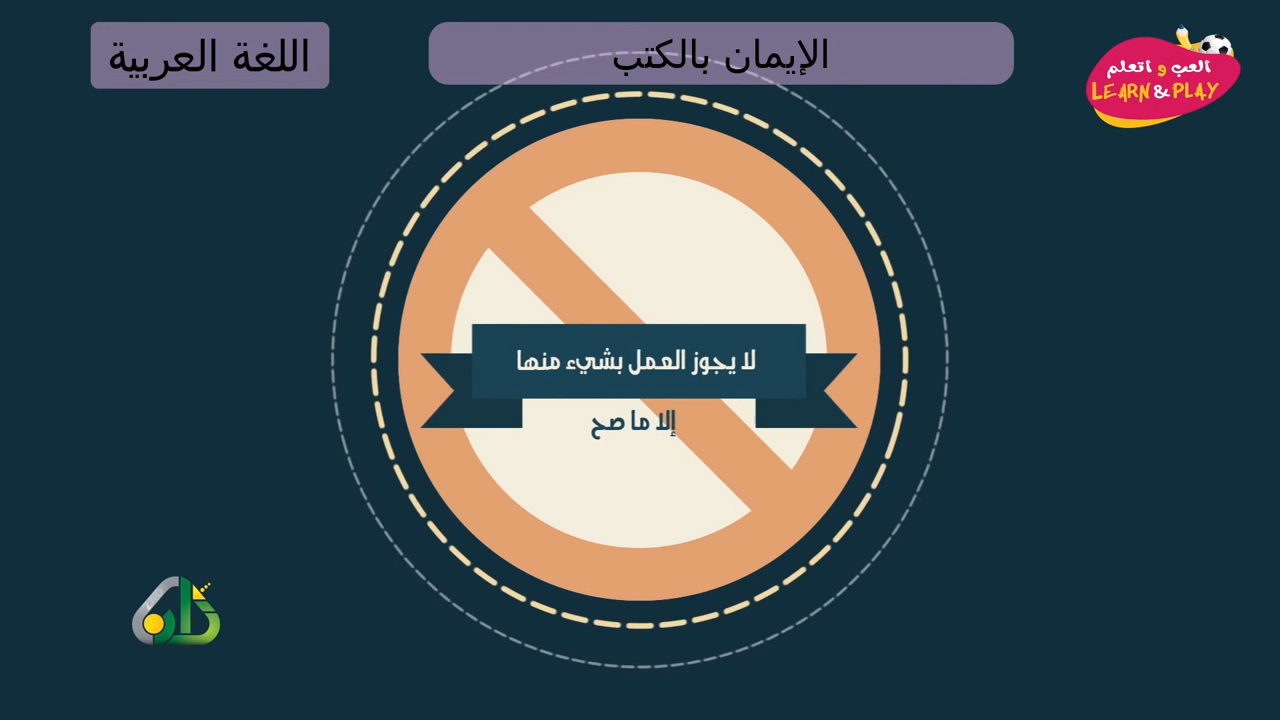 الإيمان بالكتب
اللغة العربية
العب و اتعلم
LEARN & PLAY
لا يجوز العمل بشيء منها
إلا ما صح